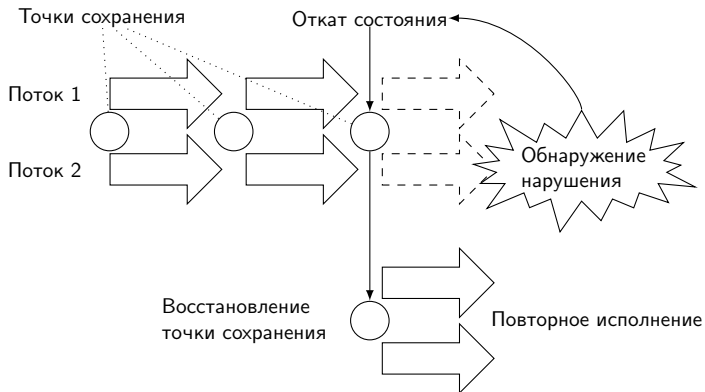 Точки сохранения
Откат состояния
Поток 1
Поток 2
Обнаружение
нарушения
Восстановление
точки сохранения
Повторное исполнение